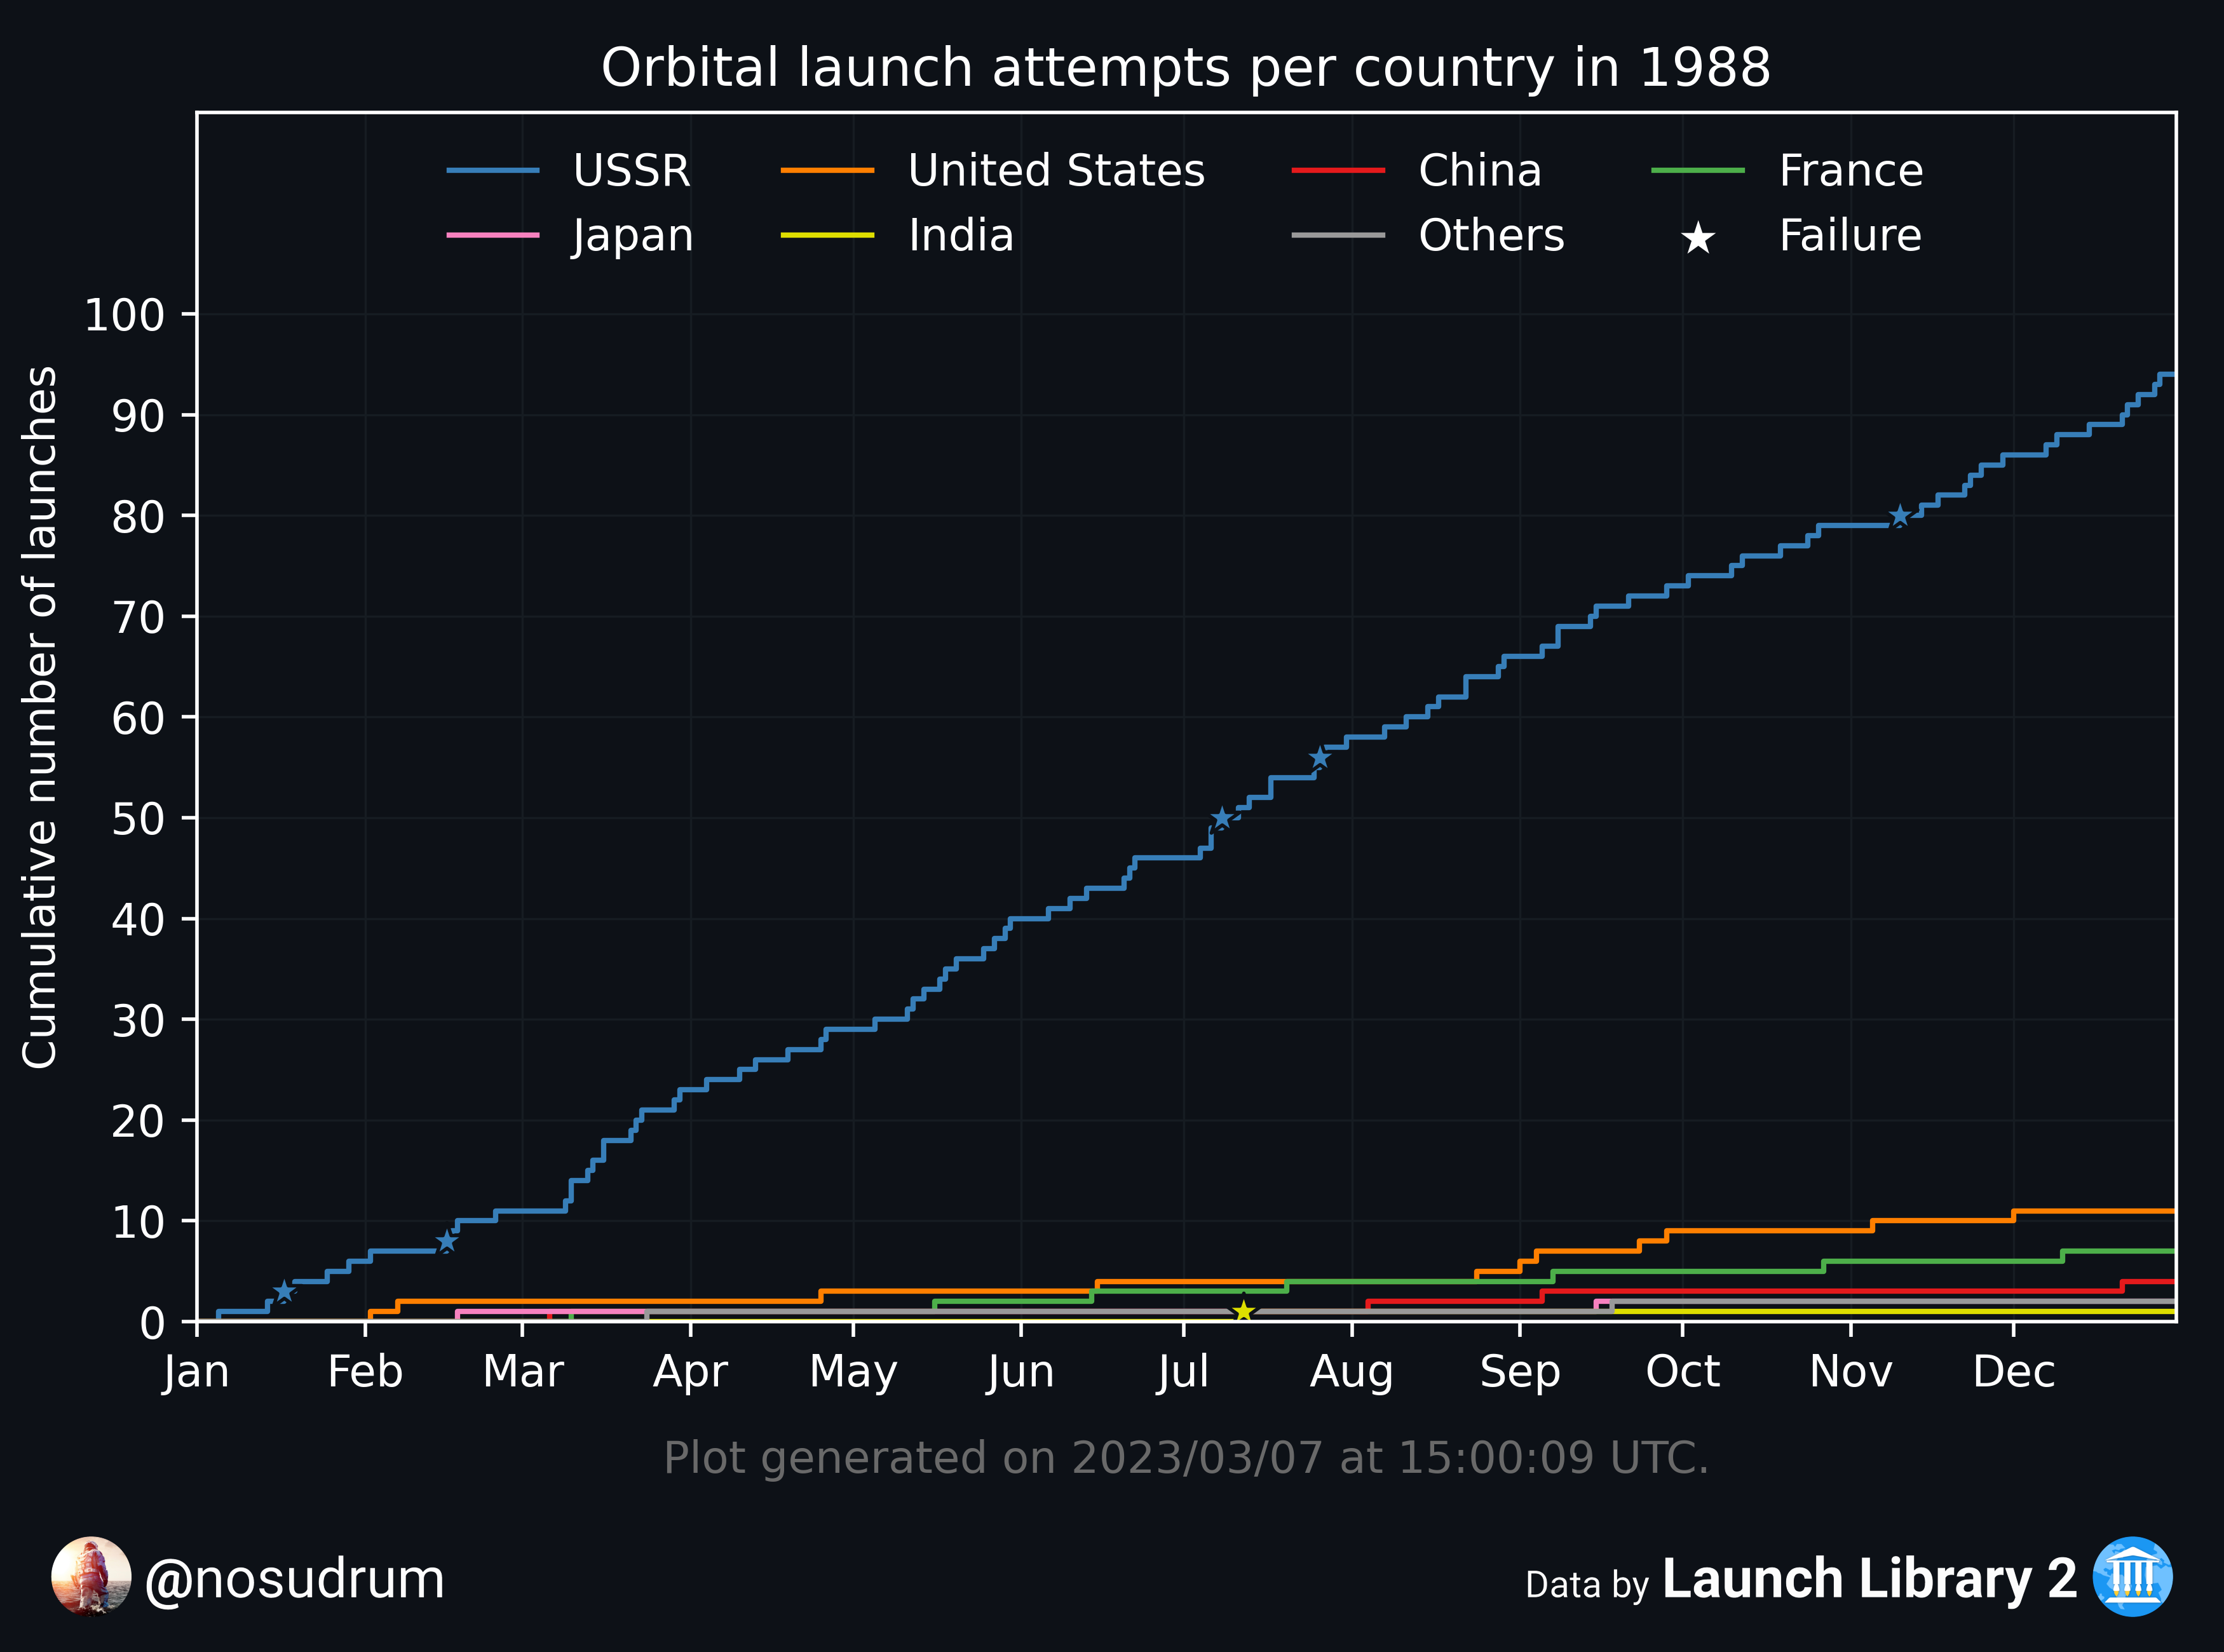 Orbital launch attempts per country in 1988
USSR United States China France
Japan India Others Failure
Cumulative number of launches
100
90
80
70
60
50
40
30
20
10
0
Jan Feb Mar Apr May Jun Jul Aug Sep Oct Nov Dec
Plot generated on 2023/03/07 at 15:00:09 UTC.
@nosudrum
Data by Launch Library 2